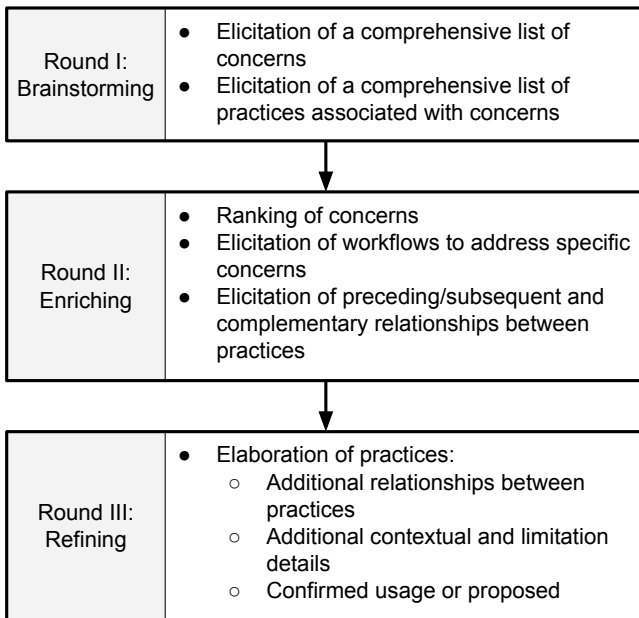 Round I:
Brainstorming
● Elicitation of a comprehensive list of
concerns
● Elicitation of a comprehensive list of
practices associated with concerns
Round II:
Enriching
● Ranking of concerns
● Elicitation of workflows to address specific
concerns
● Elicitation of preceding/subsequent and
complementary relationships between
practices
Round III:
Refining
● Elaboration of practices:
○ Additional relationships between
practices
○ Additional contextual and limitation
details
○ Confirmed usage or proposed